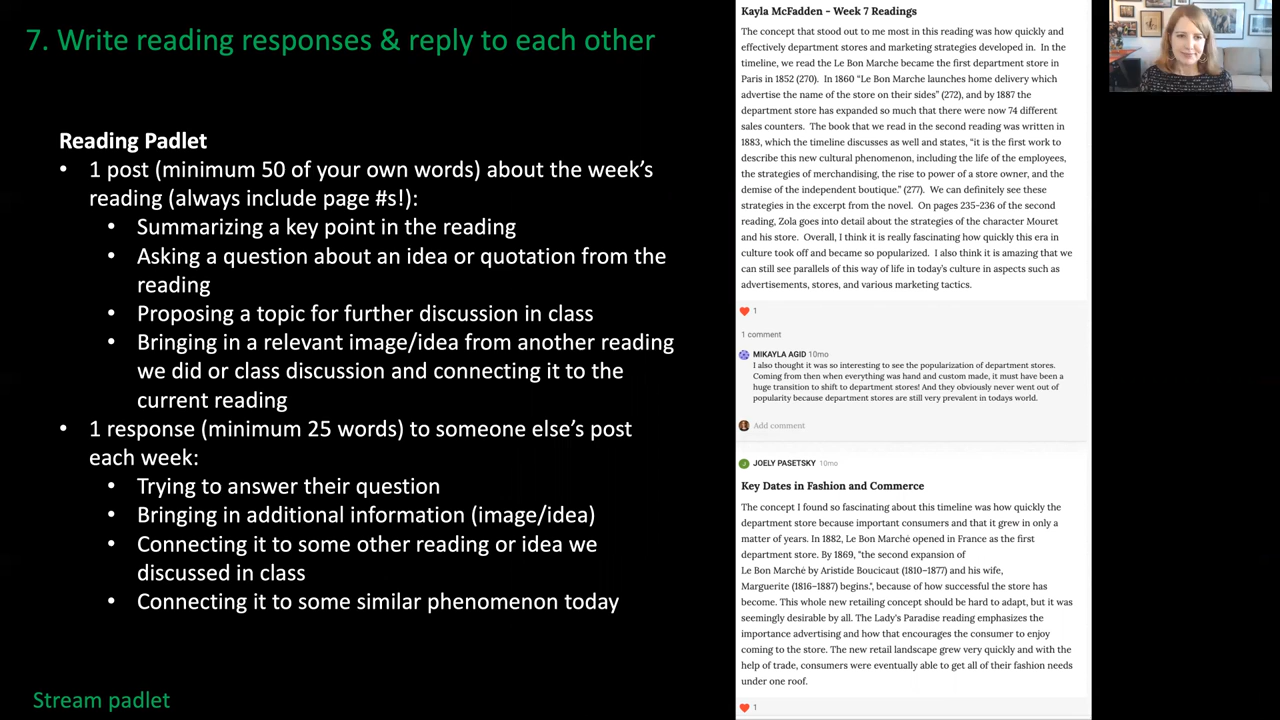 7. Write reading responses & reply to each other
Reading Padlet
• 1 post (minimum 50 of your own words) about the week's
reading (always include page #s!):
• Summarizing a key point in the reading
• Asking a question about an idea or quotation from the
reading
• Proposing a topic for further discussion in class
• Bringing in a relevant image/idea from another reading
we did or class discussion and connecting it to the
current reading
• 1 response (minimum 25 words) to someone else's post
each week:
• Trying to answer their question
• Bringing in additional information (image/idea)
• Connecting it to some other reading or idea we
discussed in class
• Connecting it to some similar phenomenon today
Stream padlet
Kayla McFadden - Week 7 Readings
The concept that stood out to me most in this reading was how quickly and
effectively department stores and marketing strategies developed in. In the
timeline, we read the Le Bon Marche became the first department store in
Paris in 1852 (270). In 1860 "Le Bon Marche launches home delivery which
advertise the name of the store on their sides" (272), and by 1887 the
department store has expanded so much that there were now 74 different
sales counters. The book that we read in the second reading was written in
1883, which the timeline discusses as well and states, "it is the first work to
describe this new cultural phenomenon, including the life of the employees,
the strategies of merchandising, the rise to power of a store owner, and the
demise of the independent boutique." (277). We can definitely see these
strategies in the excerpt from the novel. On pages 235-236 of the second
reading, Zola goes into detail about the strategies of the character Mouret
and his store. Overall, I think it is really fascinating how quickly this era in
culture took off and became so popularized. I also think it is amazing that we
can still see parallels of this way of life in today's culture in aspects such as
advertisements, stores, and various marketing tactics.
1
1 comment
MIKAYLA AGID 10mo
I also thought it was so interesting to see the popularization of department stores.
Coming from then when everything was hand and custom made, it must have been a
huge transition to shift to department stores! And they obviously never went out of
popularity because department stores are still very prevalent in todays world.
Add comment
J JOELY PASETSKY 10mo
Key Dates in Fashion and Commerce
The concept I found so fascinating about this timeline was how quickly the
department store because important consumers and that it grew in only a
matter of years. In 1882, Le Bon Marché opened in France as the first
department store. By 1869, "the second expansion of
Le Bon Marché by Aristide Boucicaut (1810–1877) and his wife,
Marguerite (1816–1887) begins.", because of how successful the store has
become. This whole new retailing concept should be hard to adapt, but it was
seemingly desirable by all. The Lady's Paradise reading emphasizes the
importance advertising and how that encourages the consumer to enjoy
coming to the store. The new retail landscape grew very quickly and with the
help of trade, consumers were eventually able to get all of their fashion needs
under one roof.
1